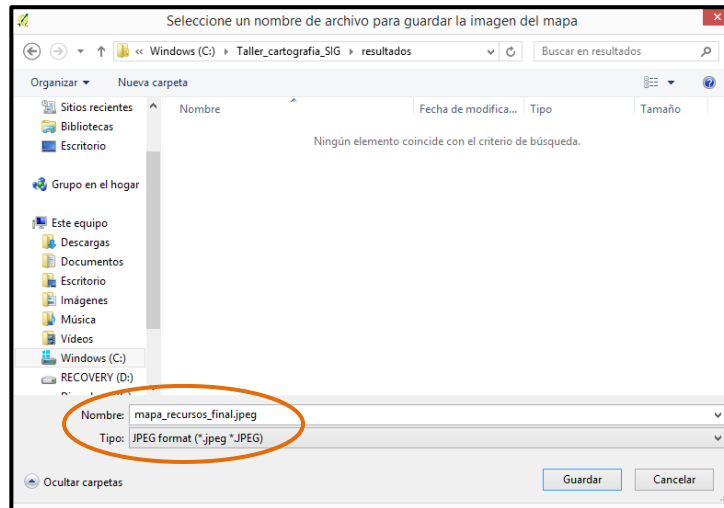 Seleccione un nombre de archivo para guardar la imagen del mapa
« Windows (C:) Taller_cartografia_SIG resultados Buscar en resultados
Organizar Nueva carpeta
Nombre Fecha de modifica... Tipo Tamaño
Ningún elemento coincide con el criterio de búsqueda.
Sitios recientes
Bibliotecas
Escritorio
Grupo en el hogar
Este equipo
Descargas
Documentos
Escritorio
Imágenes
Música
Vídeos
Windows (C:)
RECOVERY (D:)
Nombre: mapa_recursos_final.jpeg
Tipo: JPEG format (*.jpeg *.JPEG)
Ocultar carpetas Guardar Cancelar